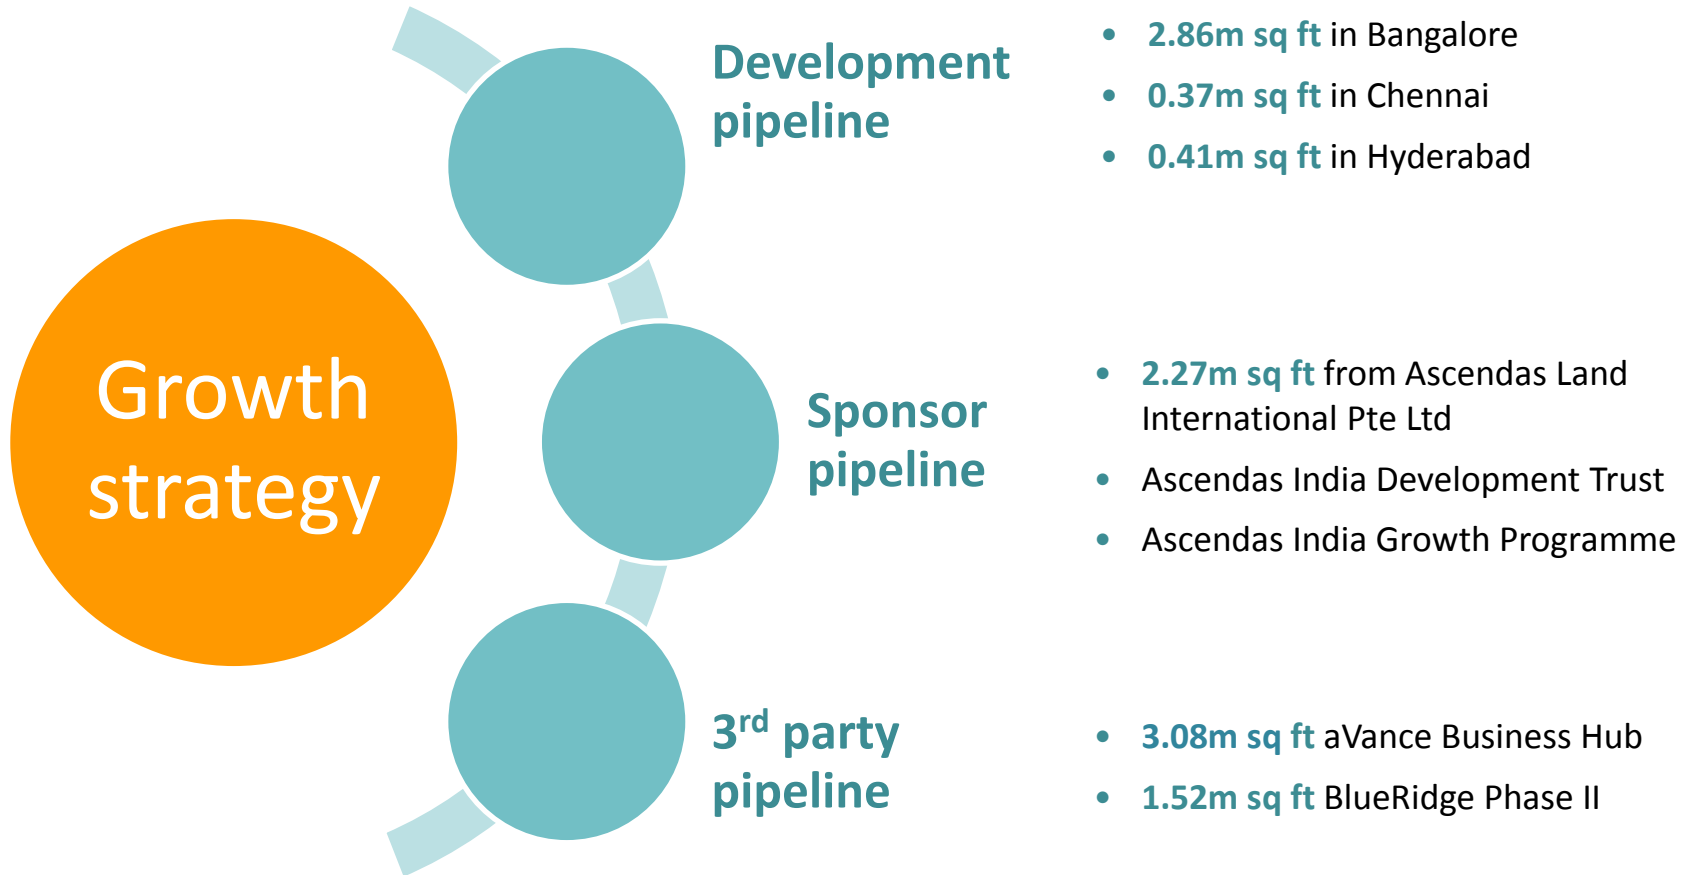 Growth
strategy
Development
pipeline
• 2.86m sq ft in Bangalore
• 0.37m sq ft in Chennai
• 0.41m sq ft in Hyderabad
Sponsor
pipeline
• 2.27m sq ft from Ascendas Land
International Pte Ltd
• Ascendas India Development Trust
• Ascendas India Growth Programme
3rd party
pipeline
• 3.08m sq ft aVance Business Hub
• 1.52m sq ft BlueRidge Phase II